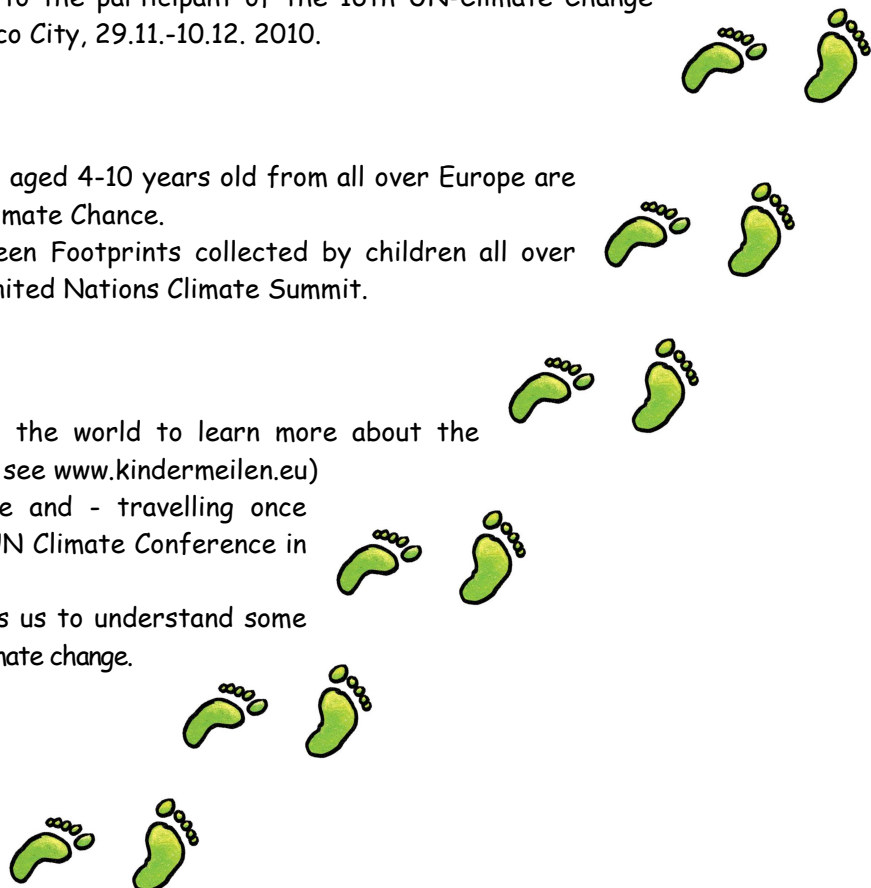 to the participant of the 16th UN-Climate Change
co City, 29.11.-10.12. 2010.
aged 4-10 years old from all over Europe are
imate Chance.
een Footprints collected by children all over
nited Nations Climate Summit.
the world to learn more about the
see www.kindermeilen.eu)
e and - travelling once
UN Climate Conference in
s us to understand some
mate change.